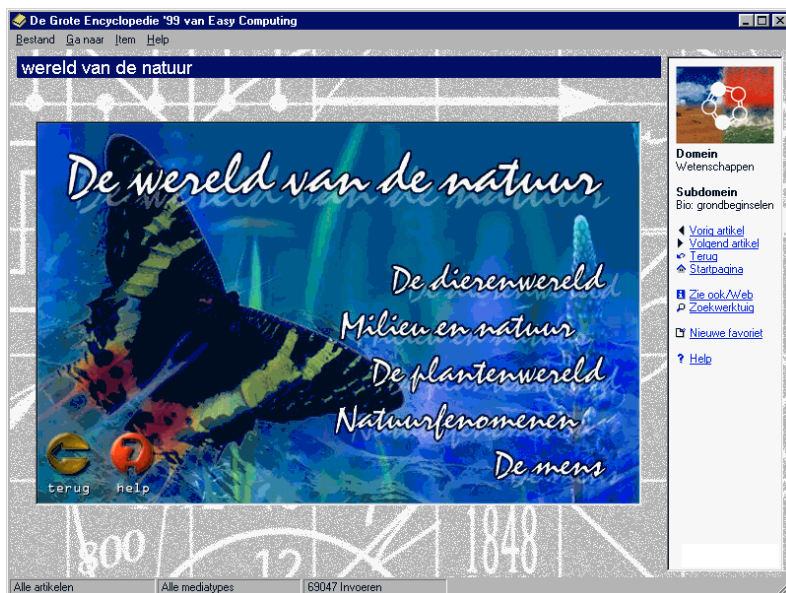 De Grote Encyclopedie '99 van Easy Computing
Bestand Ga naar Item Help
wereld van de natuur
De wereld van de natuur
De dierenwereld
Milieu en natuur
De plantenwereld
Natuurfenomenen
De mens
terug help
Domein
Wetenschappen
Subdomein
Bio: grondbeginselen
Vorig artikel
Volgend artikel
Terug
Startpagina
Zie ook/Web
Zoekwerktuig
Nieuwe favoriet
? Help
800
12
12
1848
Alle artikelen Alle mediatypes 69047 Invoeren